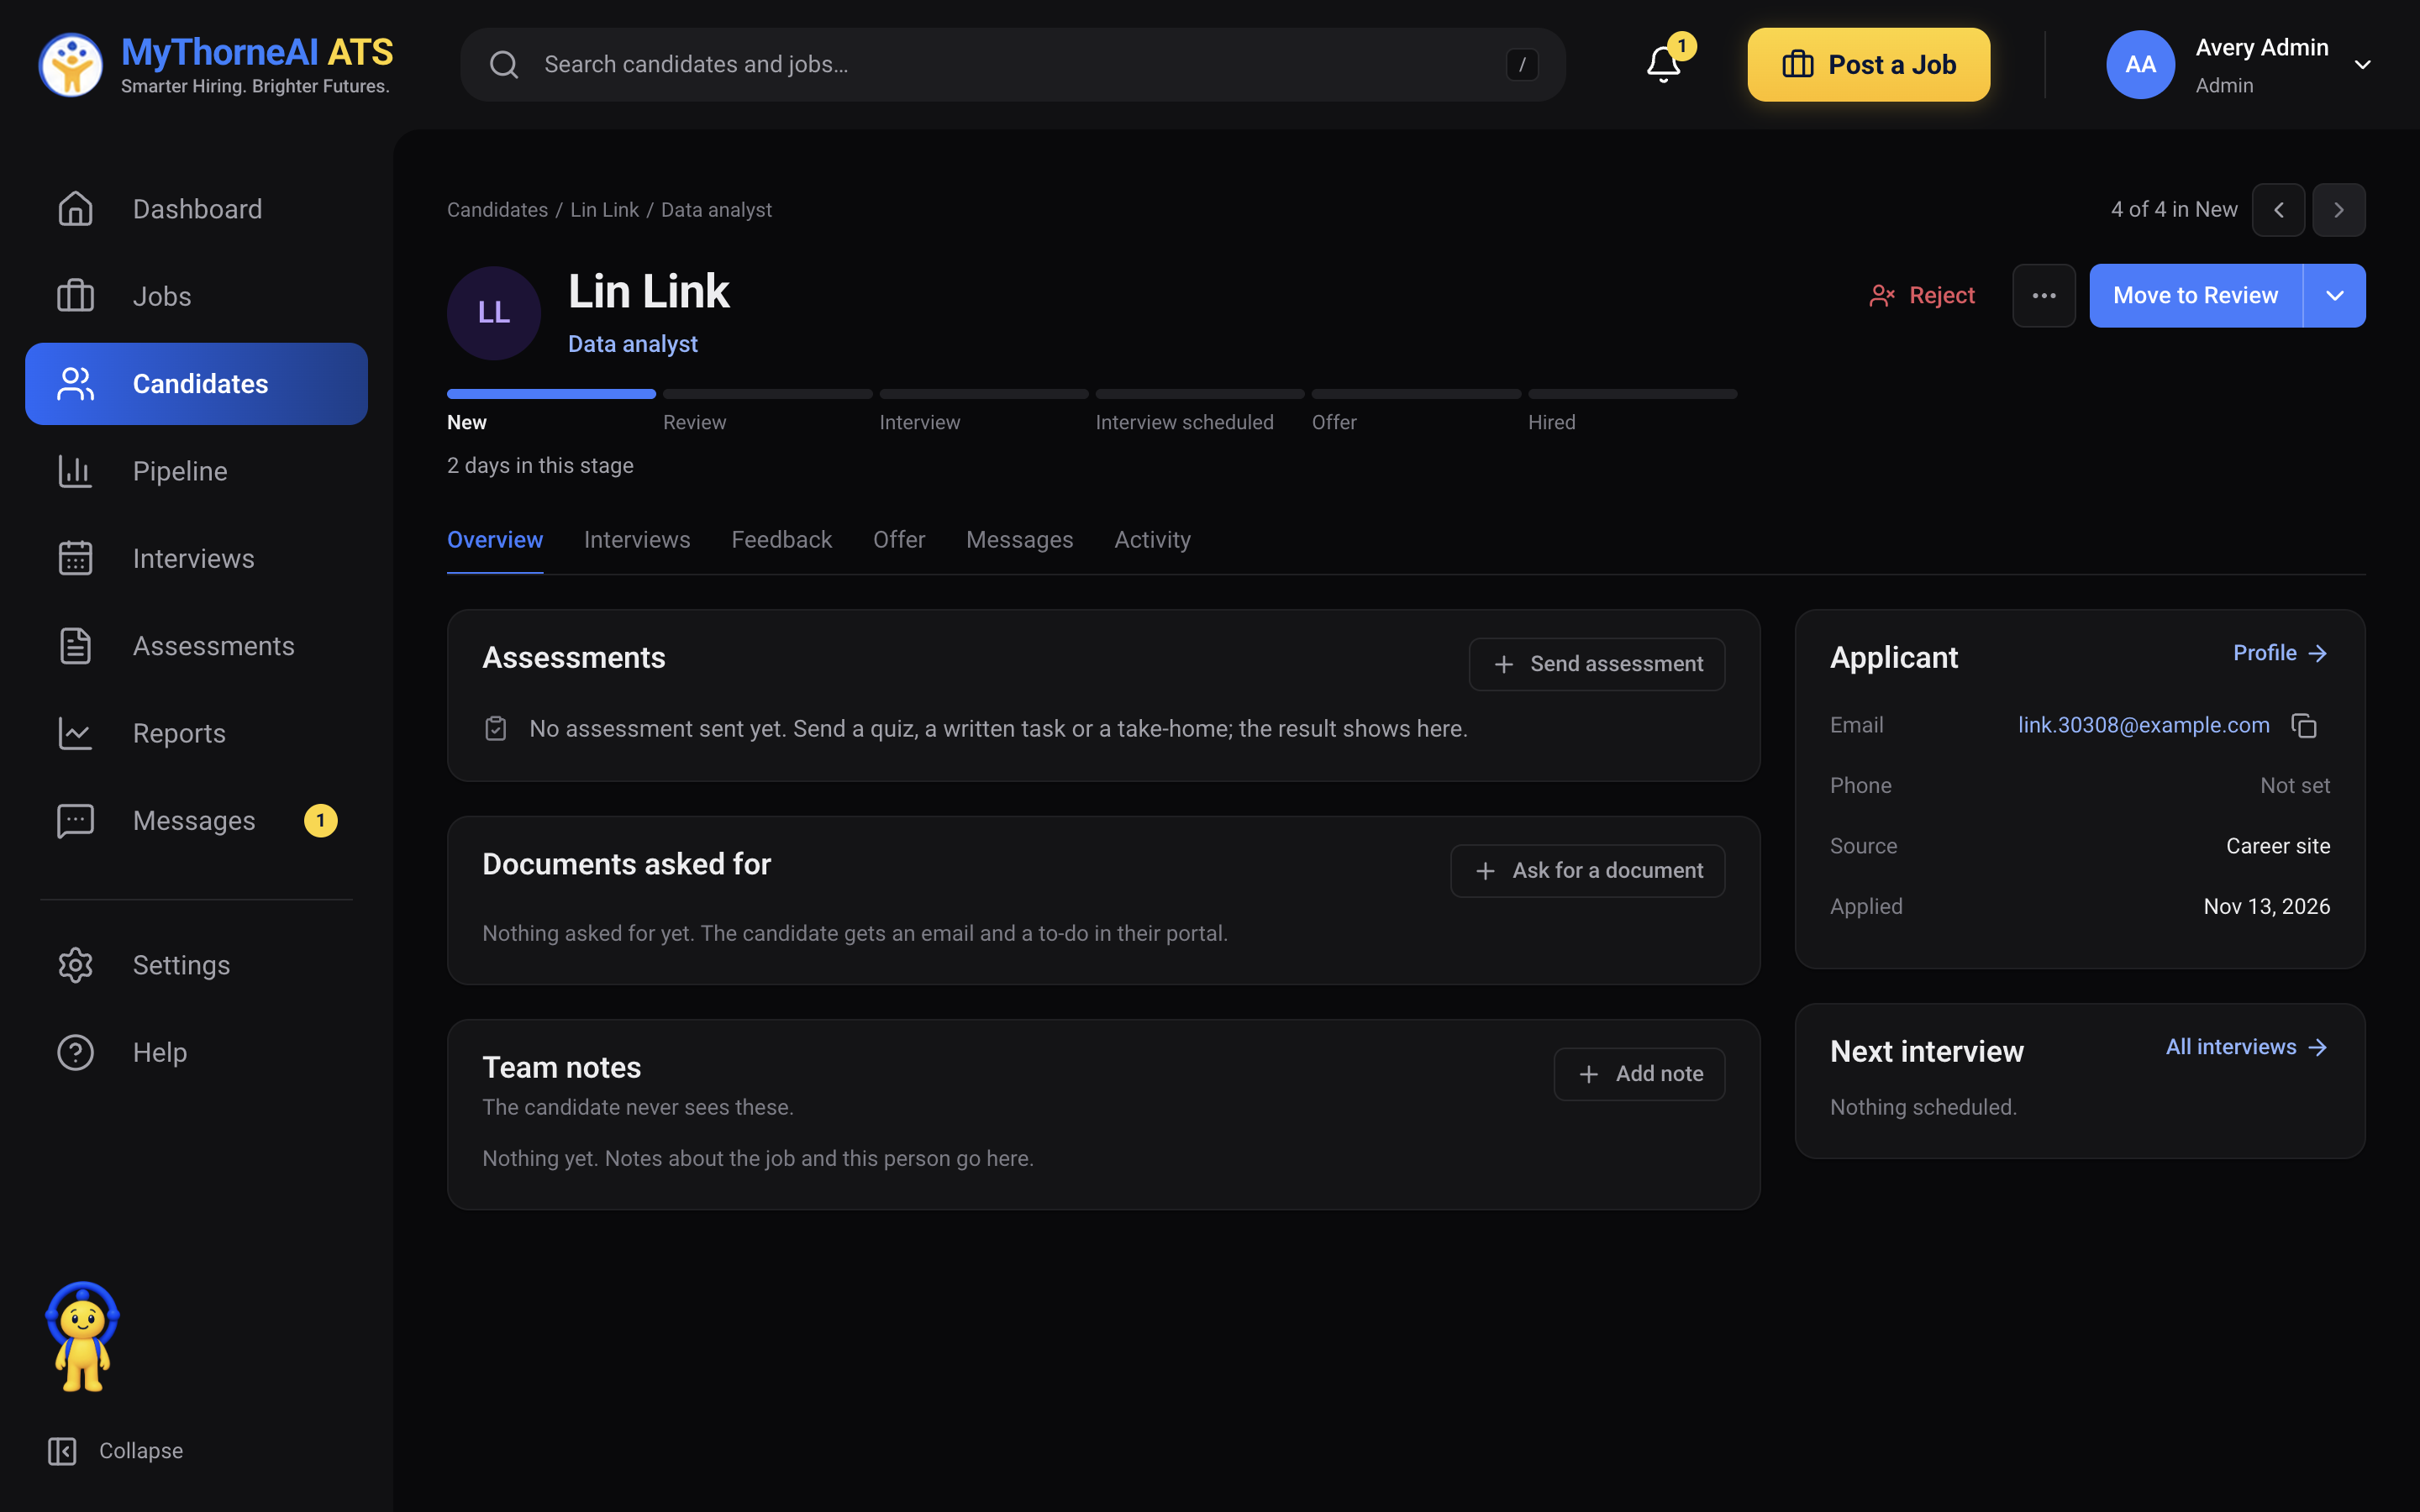 MyThorneAI ATS
Smarter Hiring. Brighter Futures.
Search candidates and jobs...
/
1
Post a Job
AA
Avery Admin
Admin
Dashboard
Jobs
Candidates
Pipeline
Interviews
Assessments
Reports
Messages
1
Settings
Help
Collapse
Candidates / Lin Link / Data analyst
4 of 4 in New
LL
Lin Link
Data analyst
Reject
Move to Review
New
Review
Interview
Interview scheduled
Offer
Hired
2 days in this stage
Overview
Interviews
Feedback
Offer
Messages
Activity
Assessments
Send assessment
No assessment sent yet. Send a quiz, a written task or a take-home; the result shows here.
Documents asked for
Ask for a document
Nothing asked for yet. The candidate gets an email and a to-do in their portal.
Team notes
The candidate never sees these.
Add note
Nothing yet. Notes about the job and this person go here.
Applicant
Profile
Email
link.30308@example.com
Phone
Not set
Source
Career site
Applied
Nov 13, 2026
Next interview
All interviews
Nothing scheduled.